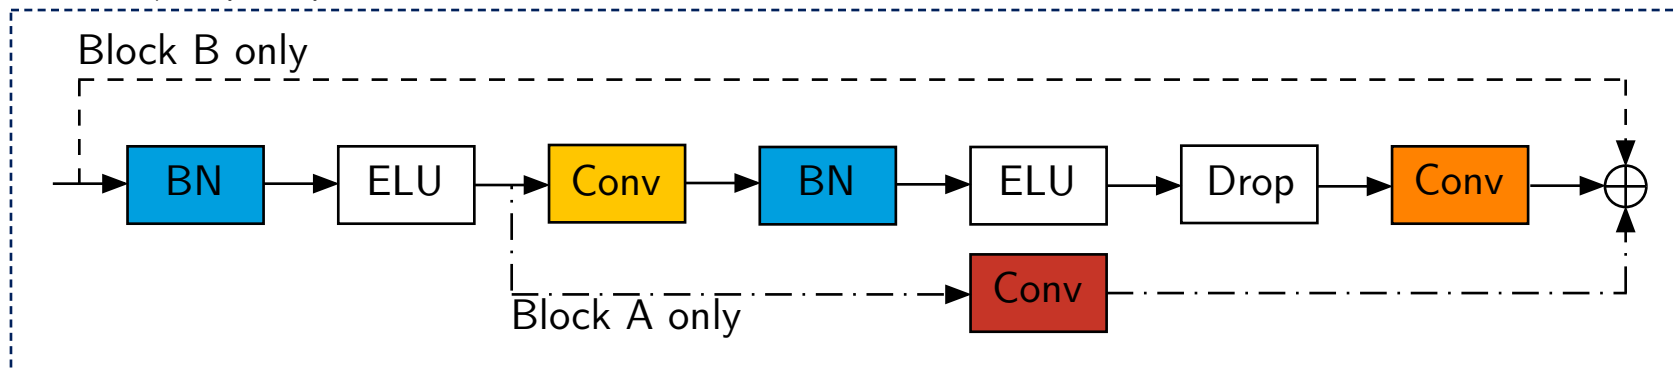 Block B only
BN ELU Conv BN ELU Drop Conv
Conv
Block A only